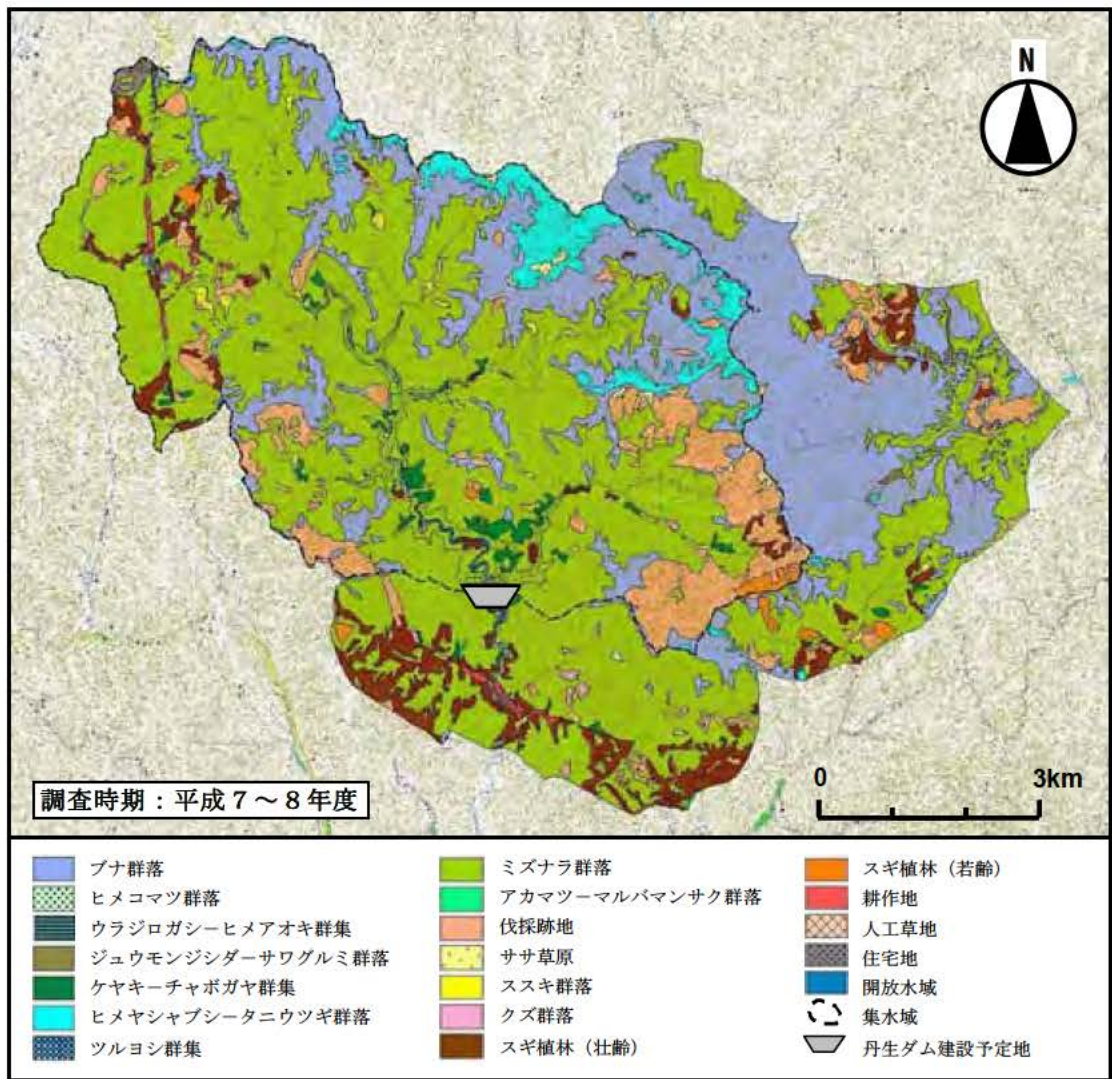 N
0 3km
調査時期：平成７～８年度
ブナ群落
ヒメコマツ群落
ウラジロガシーヒメアオキ群集
ジュウモンジシダーサワグルミ群落
ケヤキーチャボガヤ群集
ヒメヤシャブシータニウツギ群落
ツルヨシ群集
ミズナラ群落
アカマツーマルバマンサク群落
伐採跡地
ササ草原
ススキ群落
クズ群落
スギ植林（壮齢）
スギ植林（若齢）
耕作地
人工草地
住宅地
開放水域
集水域
丹生ダム建設予定地